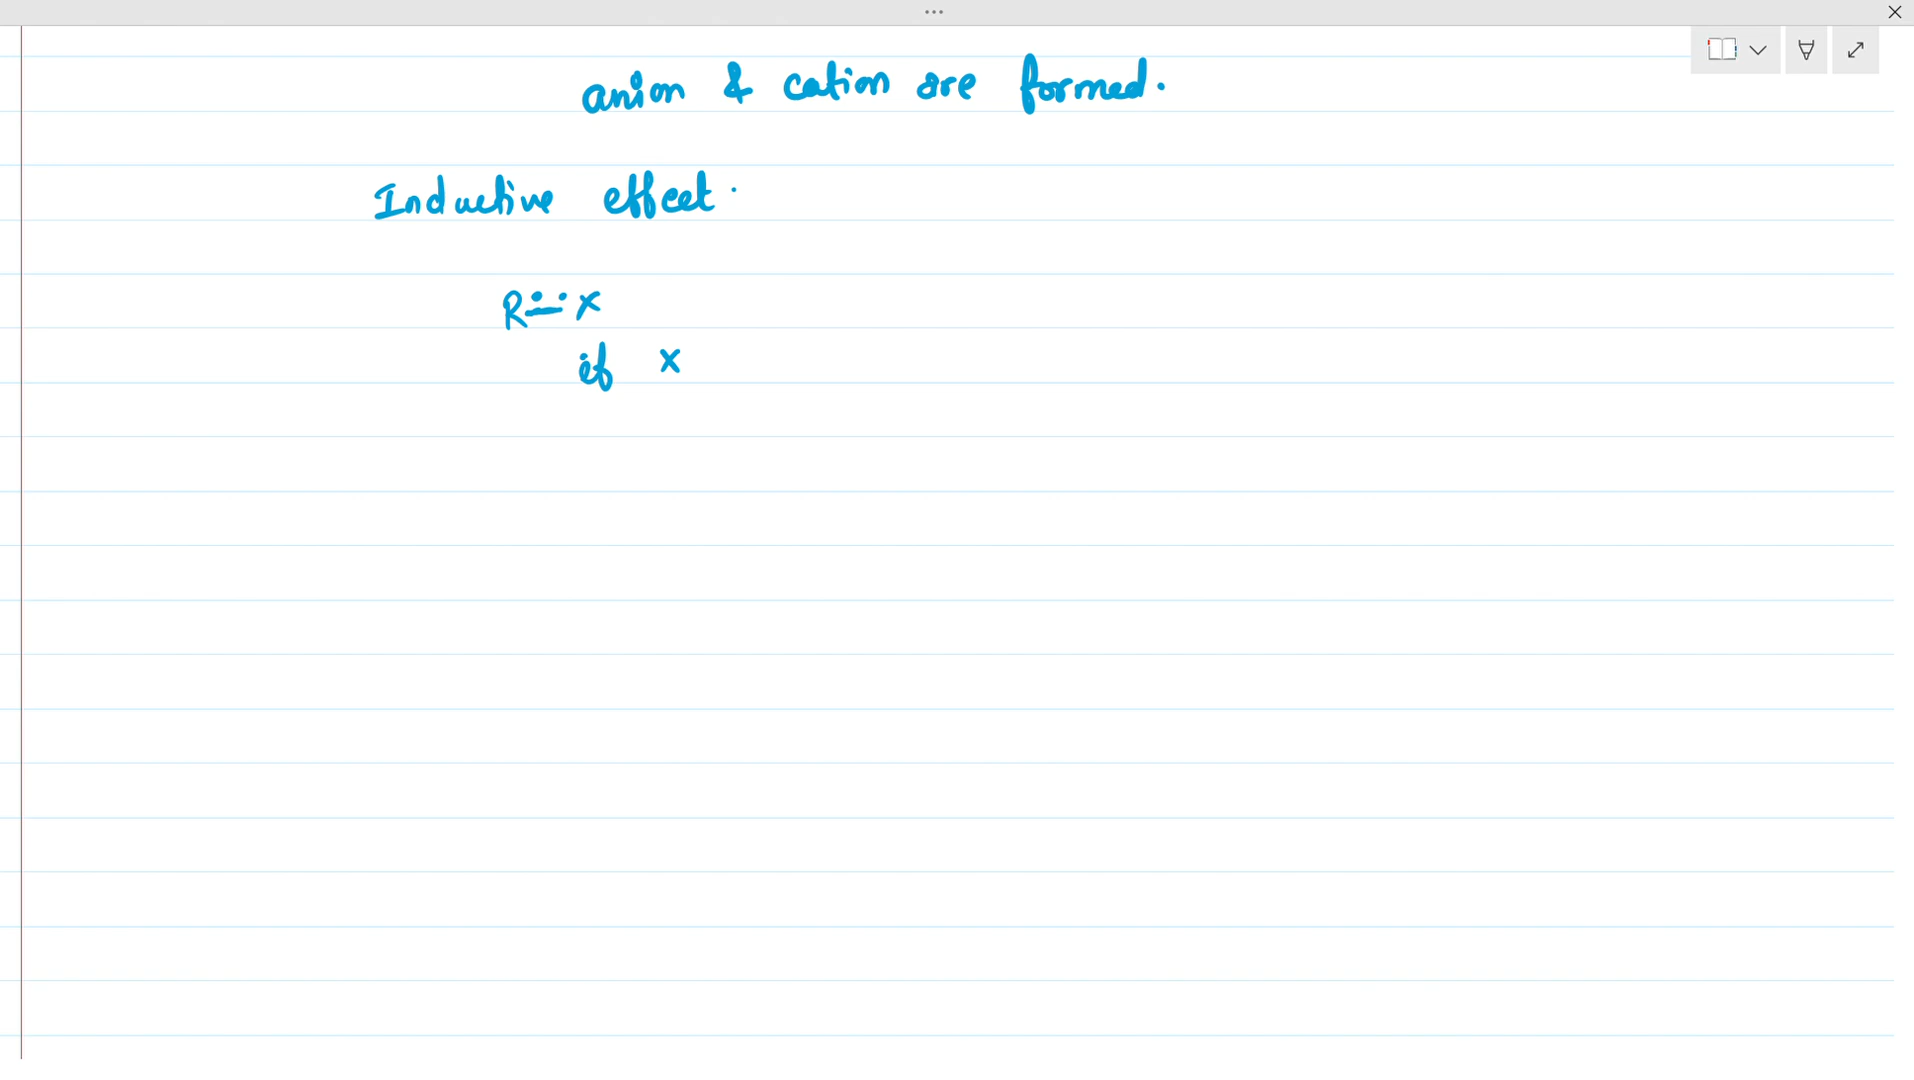 anion & cation are formed.
Inductive effect.
R–X
if X